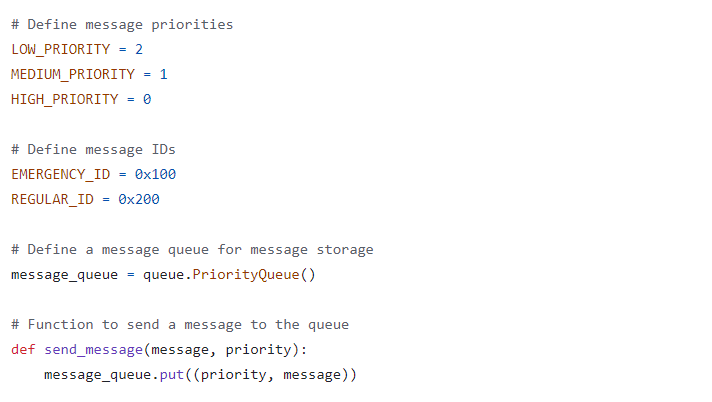 # Define message priorities
LOW_PRIORITY = 2
MEDIUM_PRIORITY = 1
HIGH_PRIORITY = 0

# Define message IDs
EMERGENCY_ID = 0x100
REGULAR_ID = 0x200

# Define a message queue for message storage
message_queue = queue.PriorityQueue()

# Function to send a message to the queue
def send_message(message, priority):
    message_queue.put((priority, message))